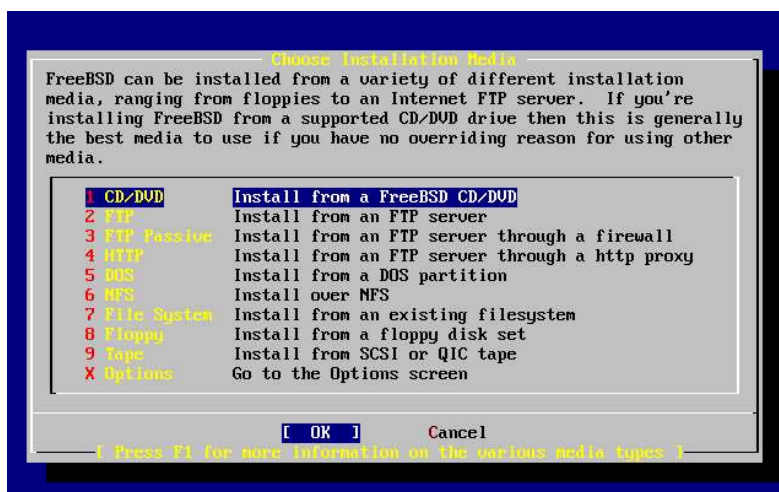 Choose Installation Media
FreeBSD can be installed from a variety of different installation
media, ranging from floppies to an Internet FTP server.  If you're
installing FreeBSD from a supported CD/DVD drive then this is generally
the best media to use if you have no overriding reason for using other
media.
1 CD/DVD Install from a FreeBSD CD/DVD
2 FTP Install from an FTP server
3 FTP Passive Install from an FTP server through a firewall
4 HTTP Install from an FTP server through a http proxy
5 DOS Install from a DOS partition
6 NFS Install over NFS
7 File System Install from an existing filesystem
8 Floppy Install from a floppy disk set
9 Tape Install from SCSI or QIC tape
X Options Go to the Options screen
[ OK ] Cancel
[ Press F1 for more information on the various media types ]